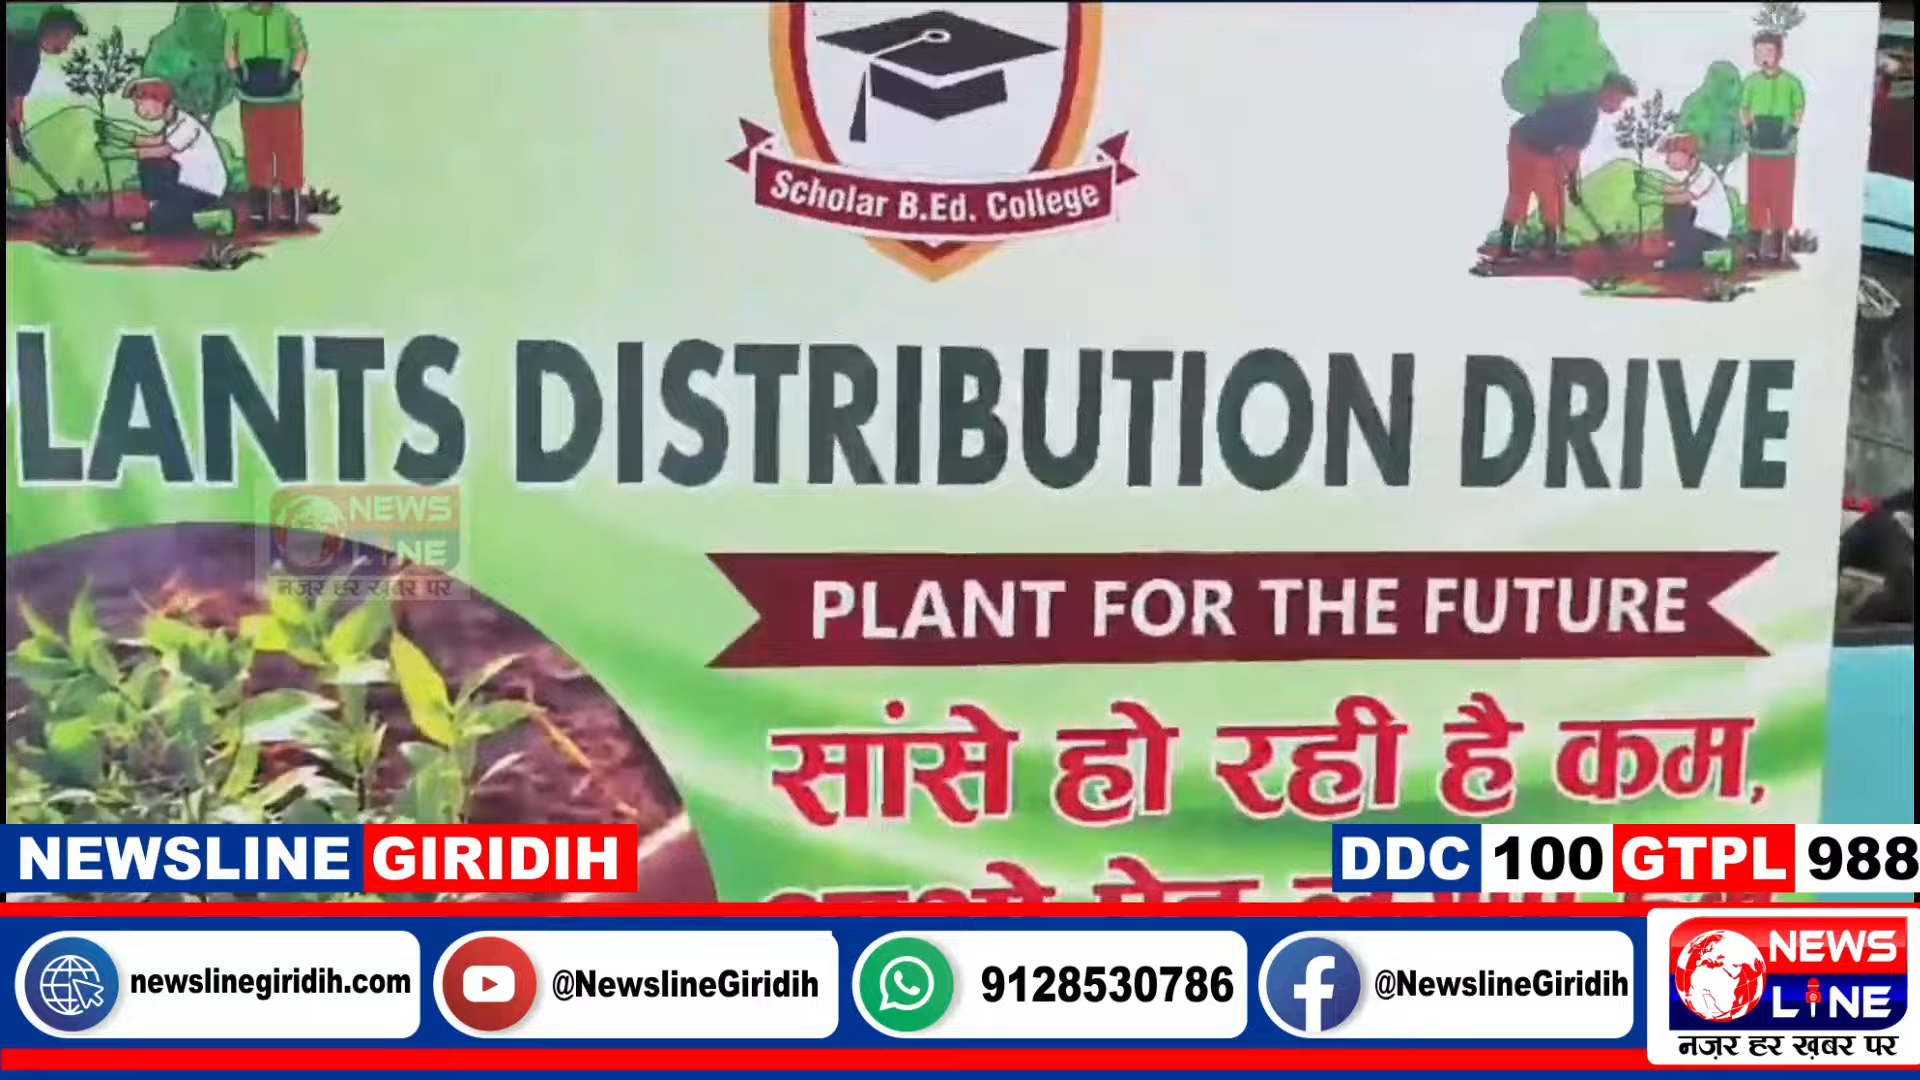 Scholar B.Ed. College
LANTS DISTRIBUTION DRIVE
NEWS
LINE
नज़र हर ख़बर पर
PLANT FOR THE FUTURE
सांसे हो रही है कम,
NEWSLINE GIRIDIH
DDC 100 GTPL 988
newslinegiridih.com
@NewslineGiridih
9128530786
@NewslineGiridih
NEWS
LINE
नज़र हर ख़बर पर